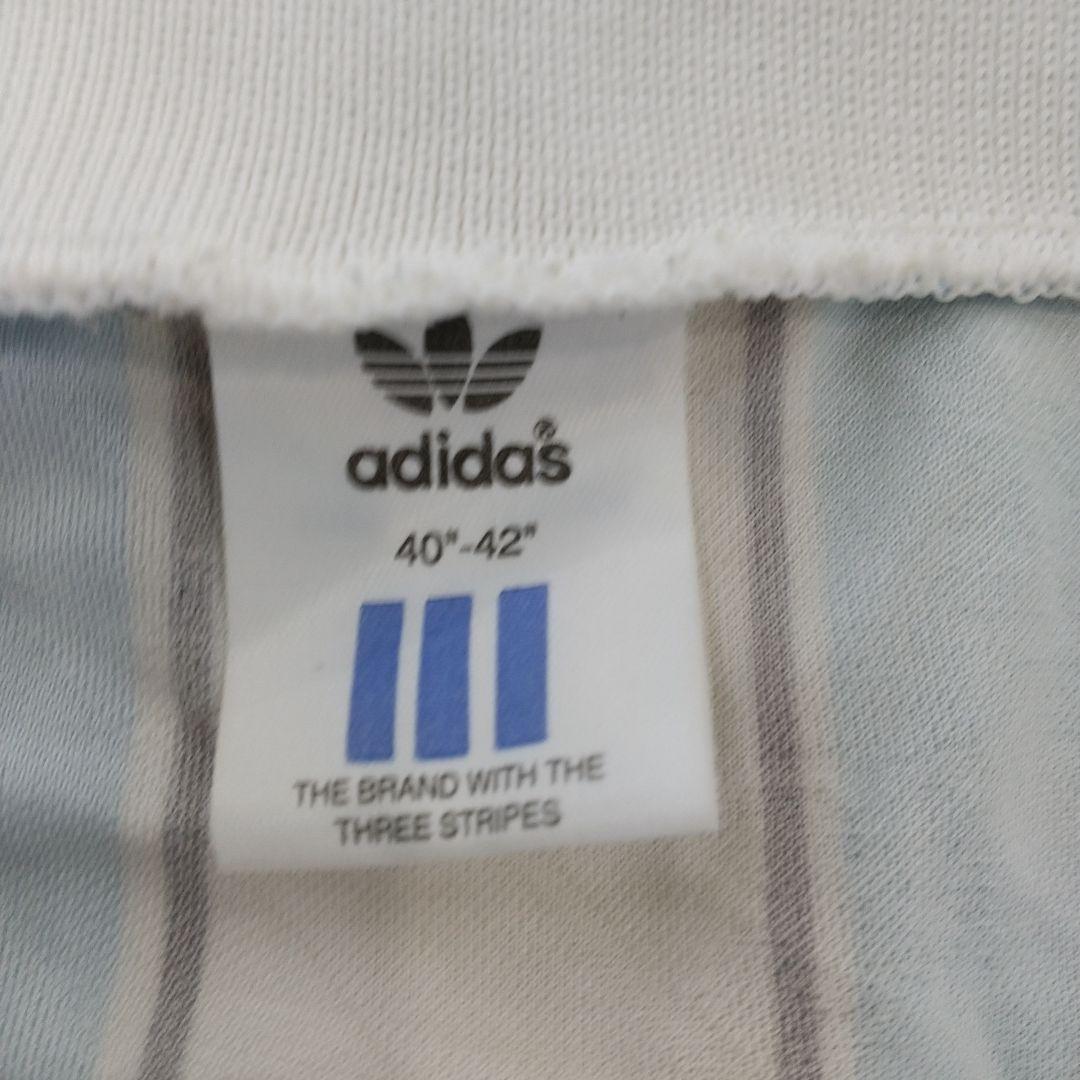 adidas®
40"-42"
THE BRAND WITH THE
THREE STRIPES